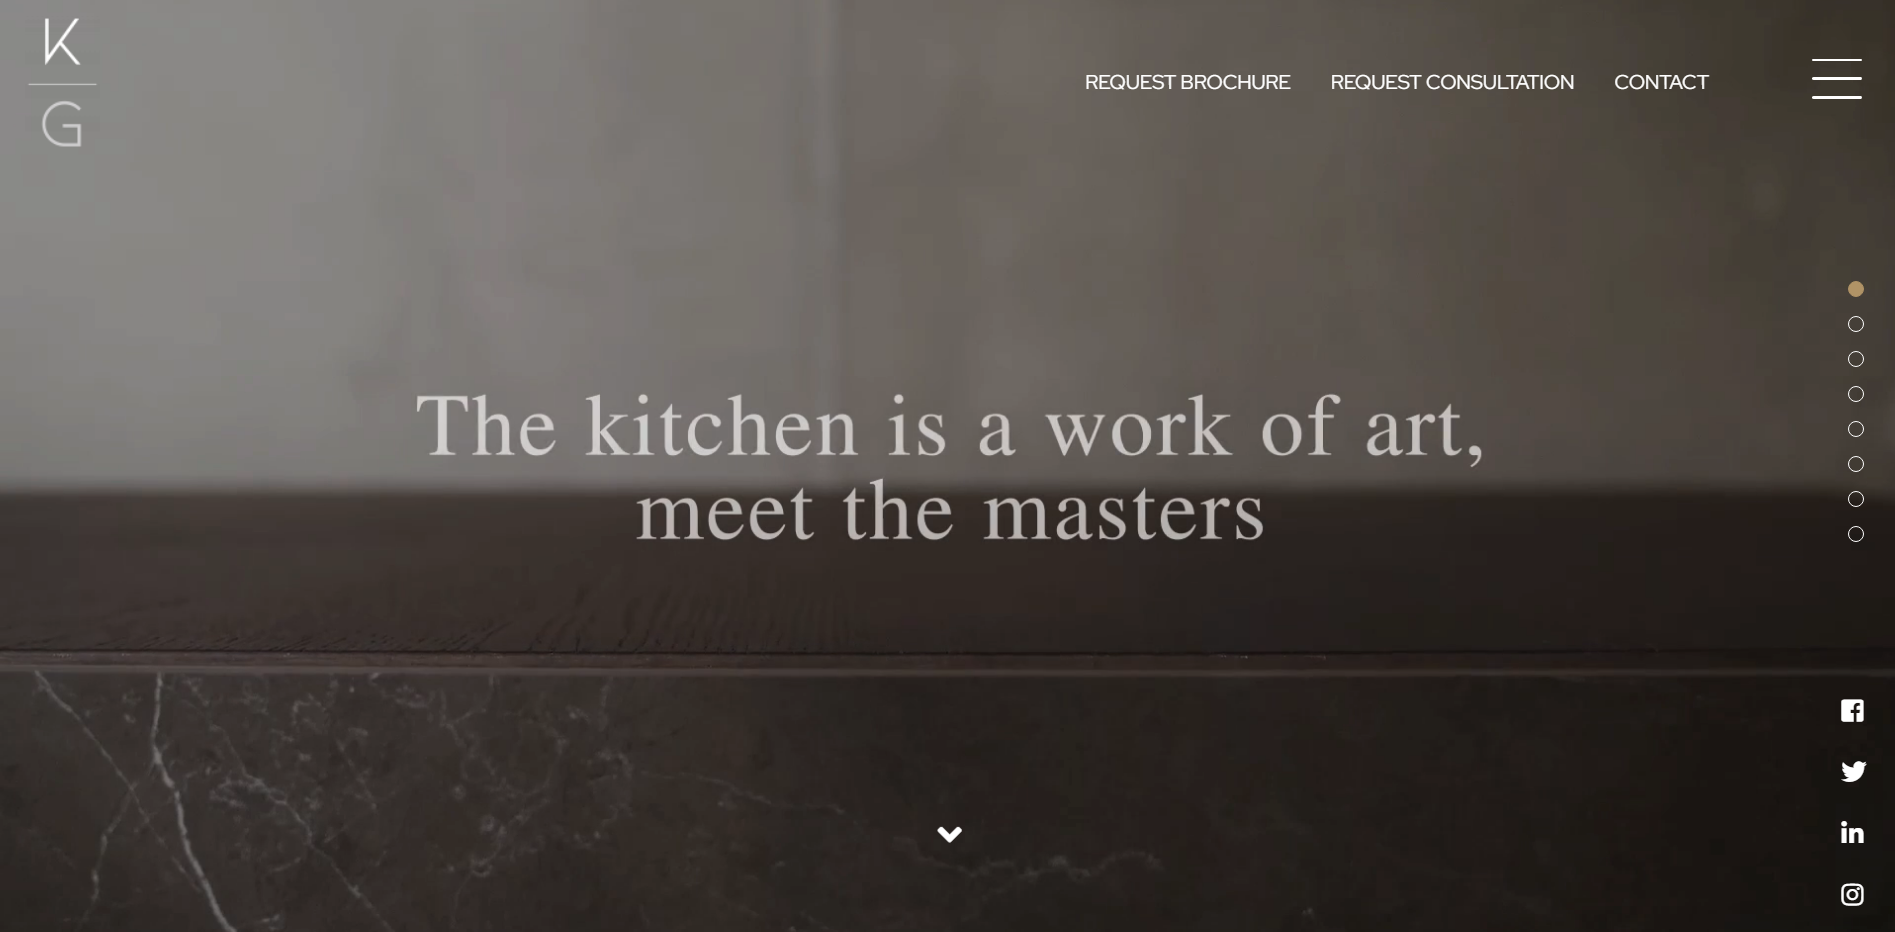 K
G
REQUEST BROCHURE REQUEST CONSULTATION CONTACT
The kitchen is a work of art,
meet the masters